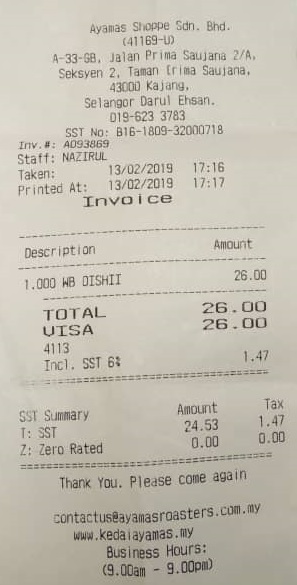 Ayamas Shoppe Sdn. Bhd.
(41169-U)
A-33-GB, Jalan Prima Saujana 2/A,
Seksyen 2, Taman [rima Saujana,
43000 Kajang,
Selangor Darul Ehsan.
019-623 3783
SST No: B16-1809-32000718
Inv.#: A093869
Staff: NAZIRUL
Taken: 13/02/2019 17:16
Printed At: 13/02/2019 17:17
Invoice
Description Amount
1.000 WB OISHII 26.00
TOTAL 26.00
VISA 26.00
4113
Incl. SST 6% 1.47
SST Summary Amount Tax
T: SST 24.53 1.47
Z: Zero Rated 0.00 0.00
Thank You. Please come again
contactus@ayamasroasters.com.my
www.kedaiayamas.my
Business Hours:
(9.00am - 9.00pm)